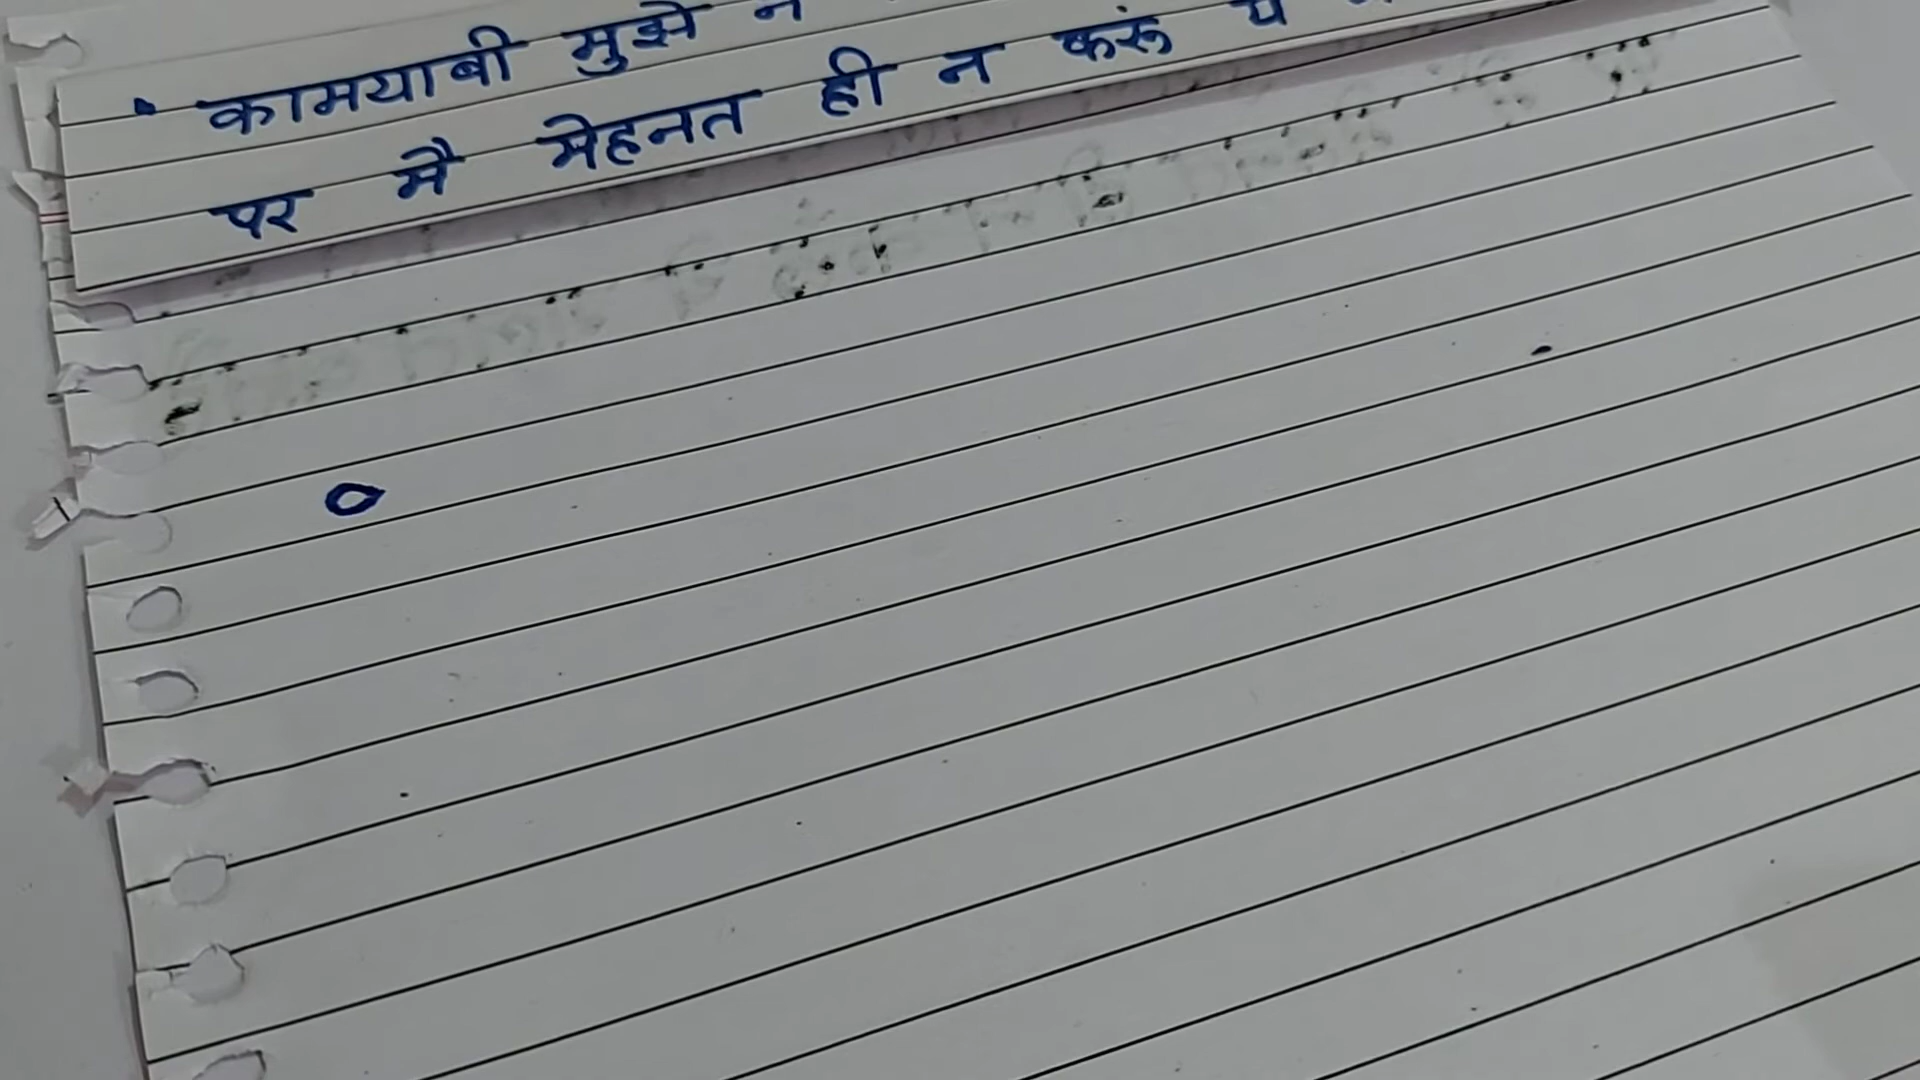 कामयाबी मुझे न
पर मै मेहनत ही न करूं